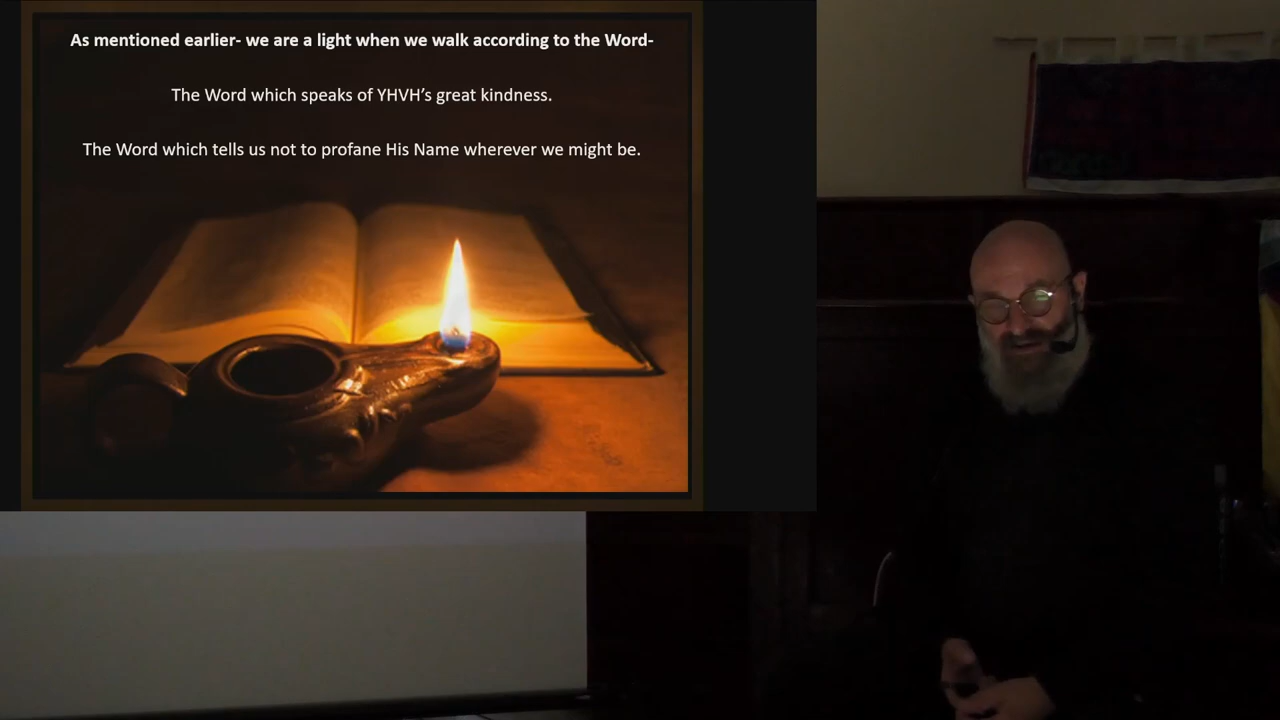 As mentioned earlier- we are a light when we walk according to the Word-
The Word which speaks of YHVH’s great kindness.
The Word which tells us not to profane His Name wherever we might be.